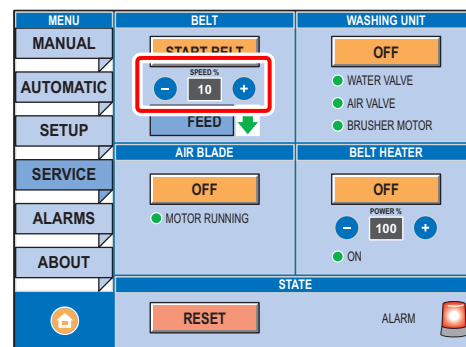 MENU
MANUAL
AUTOMATIC
SETUP
SERVICE
ALARMS
ABOUT
BELT
START BELT
SPEED %
10
FEED
WASHING UNIT
OFF
WATER VALVE
AIR VALVE
BRUSHER MOTOR
AIR BLADE
OFF
MOTOR RUNNING
BELT HEATER
OFF
POWER %
100
ON
STATE
RESET
ALARM